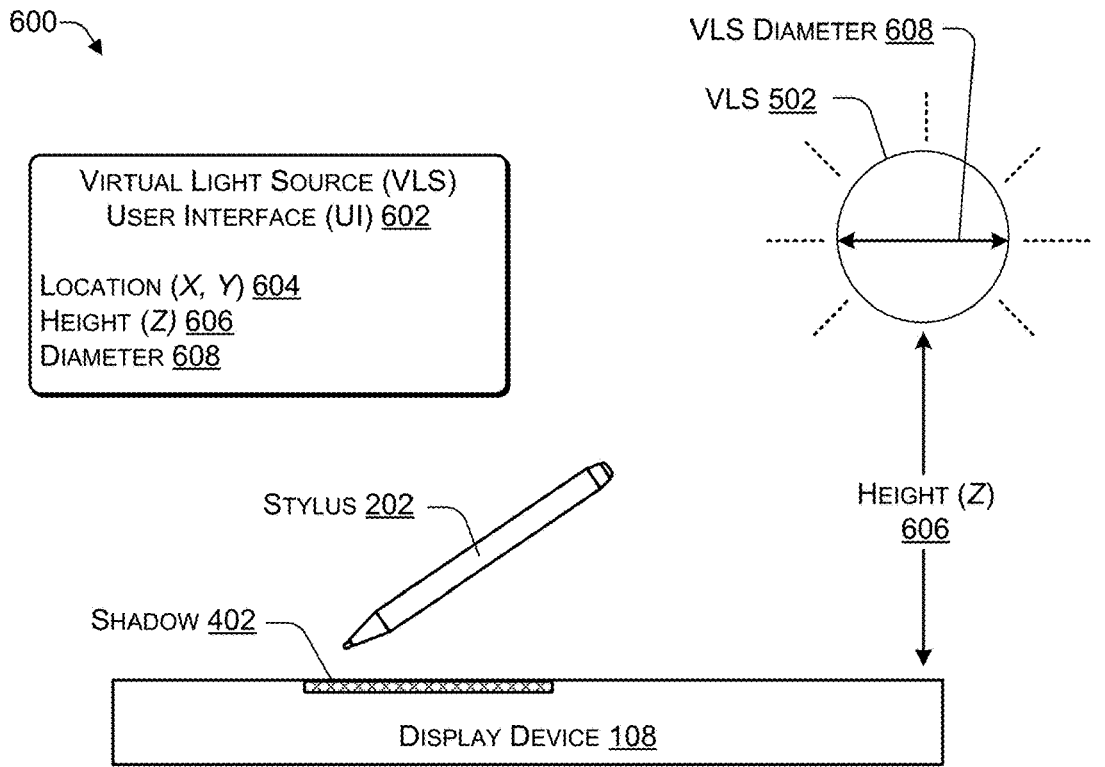 600
VLS DIAMETER 608
VLS 502
VIRTUAL LIGHT SOURCE (VLS)
USER INTERFACE (UI) 602
LOCATION (X, Y) 604
HEIGHT (Z) 606
DIAMETER 608
STYLUS 202
HEIGHT (Z)
606
SHADOW 402
DISPLAY DEVICE 108